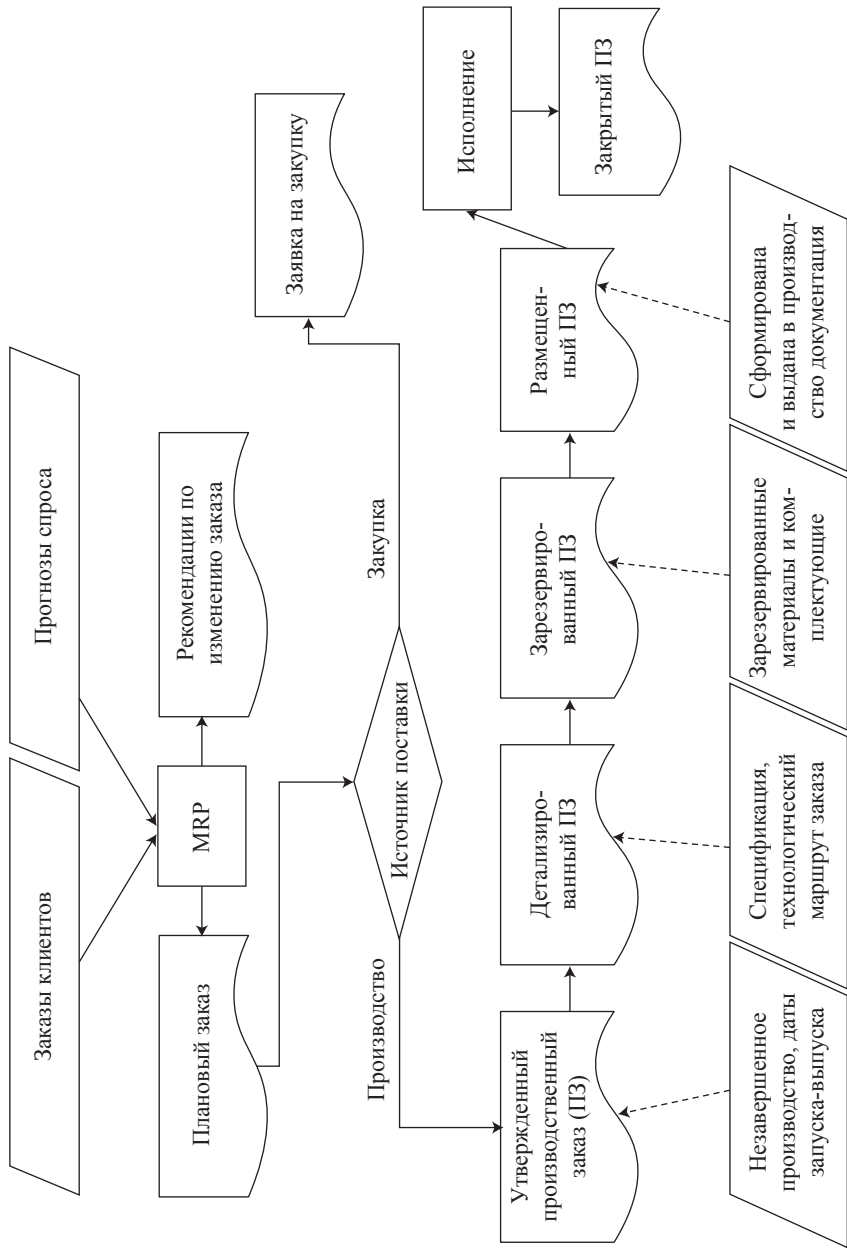 Заказы клиентов
Прогнозы спроса
Плановый заказ
MRP
Рекомендации по
изменению заказа
Производство
Источник поставки
Закупка
Заявка на закупку
Утвержденный
производственный
заказ (ПЗ)
Детализиро-
ванный ПЗ
Зарезервиро-
ванный ПЗ
Размещен-
ный ПЗ
Исполнение
Закрытый ПЗ
Незавершенное
производство, даты
запуска-выпуска
Спецификация,
технологический
маршрут заказа
Зарезервированные
материалы и ком-
плектующие
Сформирована
и выдана в производ-
ство документация